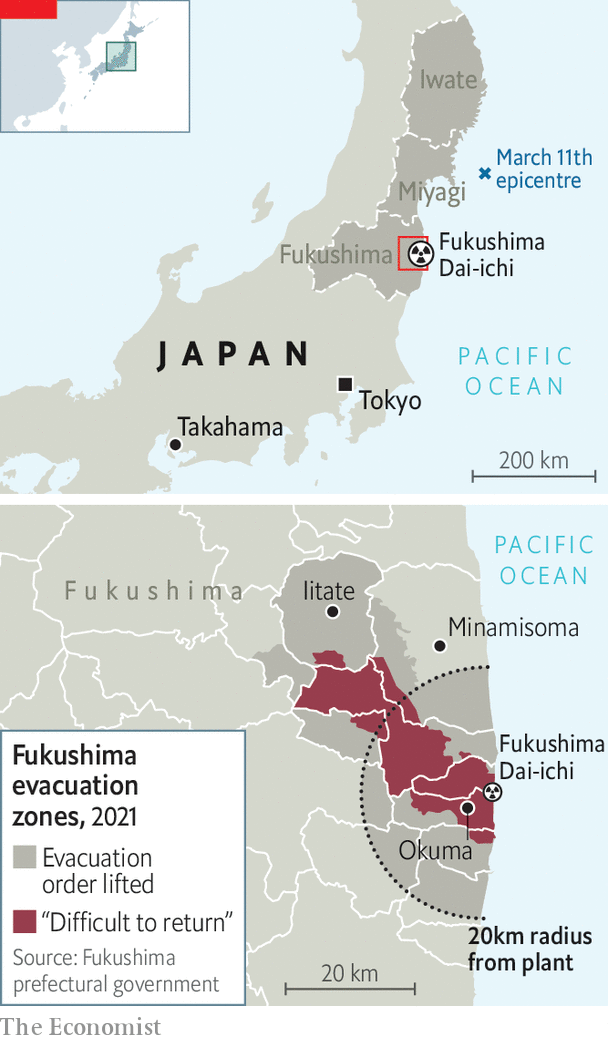 Iwate
March 11th
epicentre
Miyagi
Fukushima
Fukushima
Dai-ichi
JAPAN
PACIFIC
OCEAN
Tokyo
Takahama
200 km
PACIFIC
OCEAN
Fukushima
Iitate
Minamisoma
Fukushima
Dai-ichi
Okuma
20km radius
from plant
Fukushima
evacuation
zones, 2021
Evacuation
order lifted
“Difficult to return”
Source: Fukushima
prefectural government
20 km
The Economist